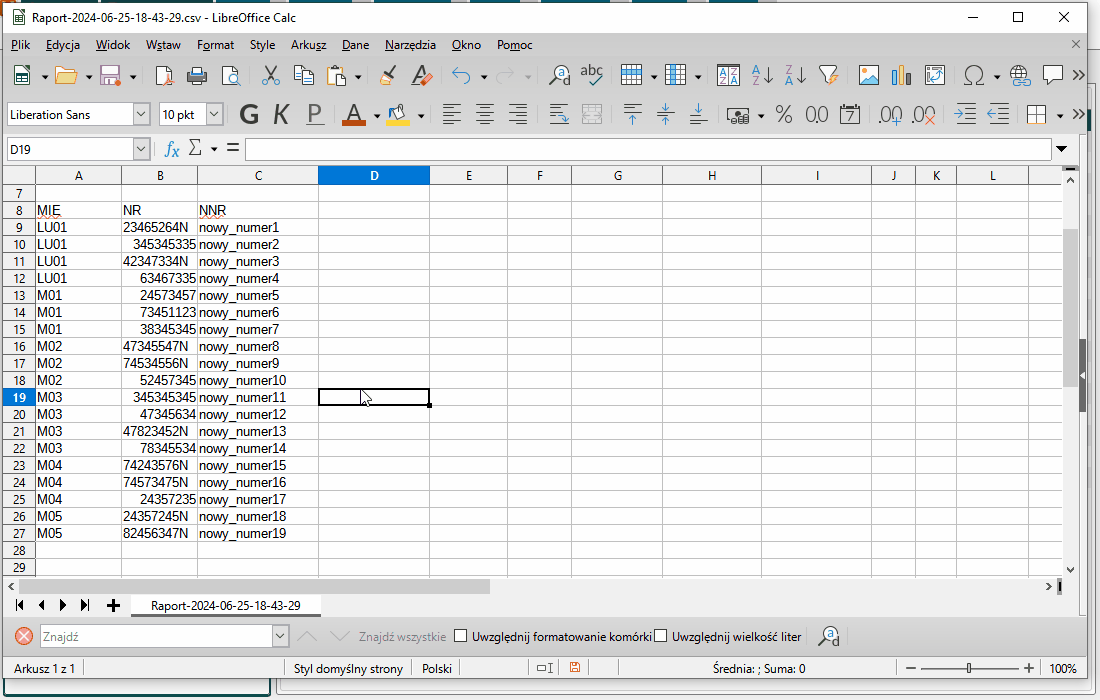 Raport-2024-06-25-18-43-29.csv - LibreOffice Calc
Plik Edycja Widok Wstaw Format Style Arkusz Dane Narzędzia Okno Pomoc
abc
Liberation Sans 10 pkt G K P A % 0,0 7 .00 .00
D19 fx Σ =
A B C D E F G H I J K L
7
8 MIE NR NNR
9 LU01 23465264N nowy_numer1
10 LU01 345345335 nowy_numer2
11 LU01 42347334N nowy_numer3
12 LU01 63467335 nowy_numer4
13 M01 24573457 nowy_numer5
14 M01 73451123 nowy_numer6
15 M01 38345345 nowy_numer7
16 M02 47345547N nowy_numer8
17 M02 74534556N nowy_numer9
18 M02 52457345 nowy_numer10
19 M03 345345345 nowy_numer11
20 M03 47345634 nowy_numer12
21 M03 47823452N nowy_numer13
22 M03 78345534 nowy_numer14
23 M04 74243576N nowy_numer15
24 M04 74573475N nowy_numer16
25 M04 24357235 nowy_numer17
26 M05 24357245N nowy_numer18
27 M05 82456347N nowy_numer19
28
29
Raport-2024-06-25-18-43-29
Znajdź Znajdź wszystkie Uwzględnij formatowanie komórki Uwzględnij wielkość liter
Arkusz 1 z 1 Styl domyślny strony Polski Średnia: ; Suma: 0 100%